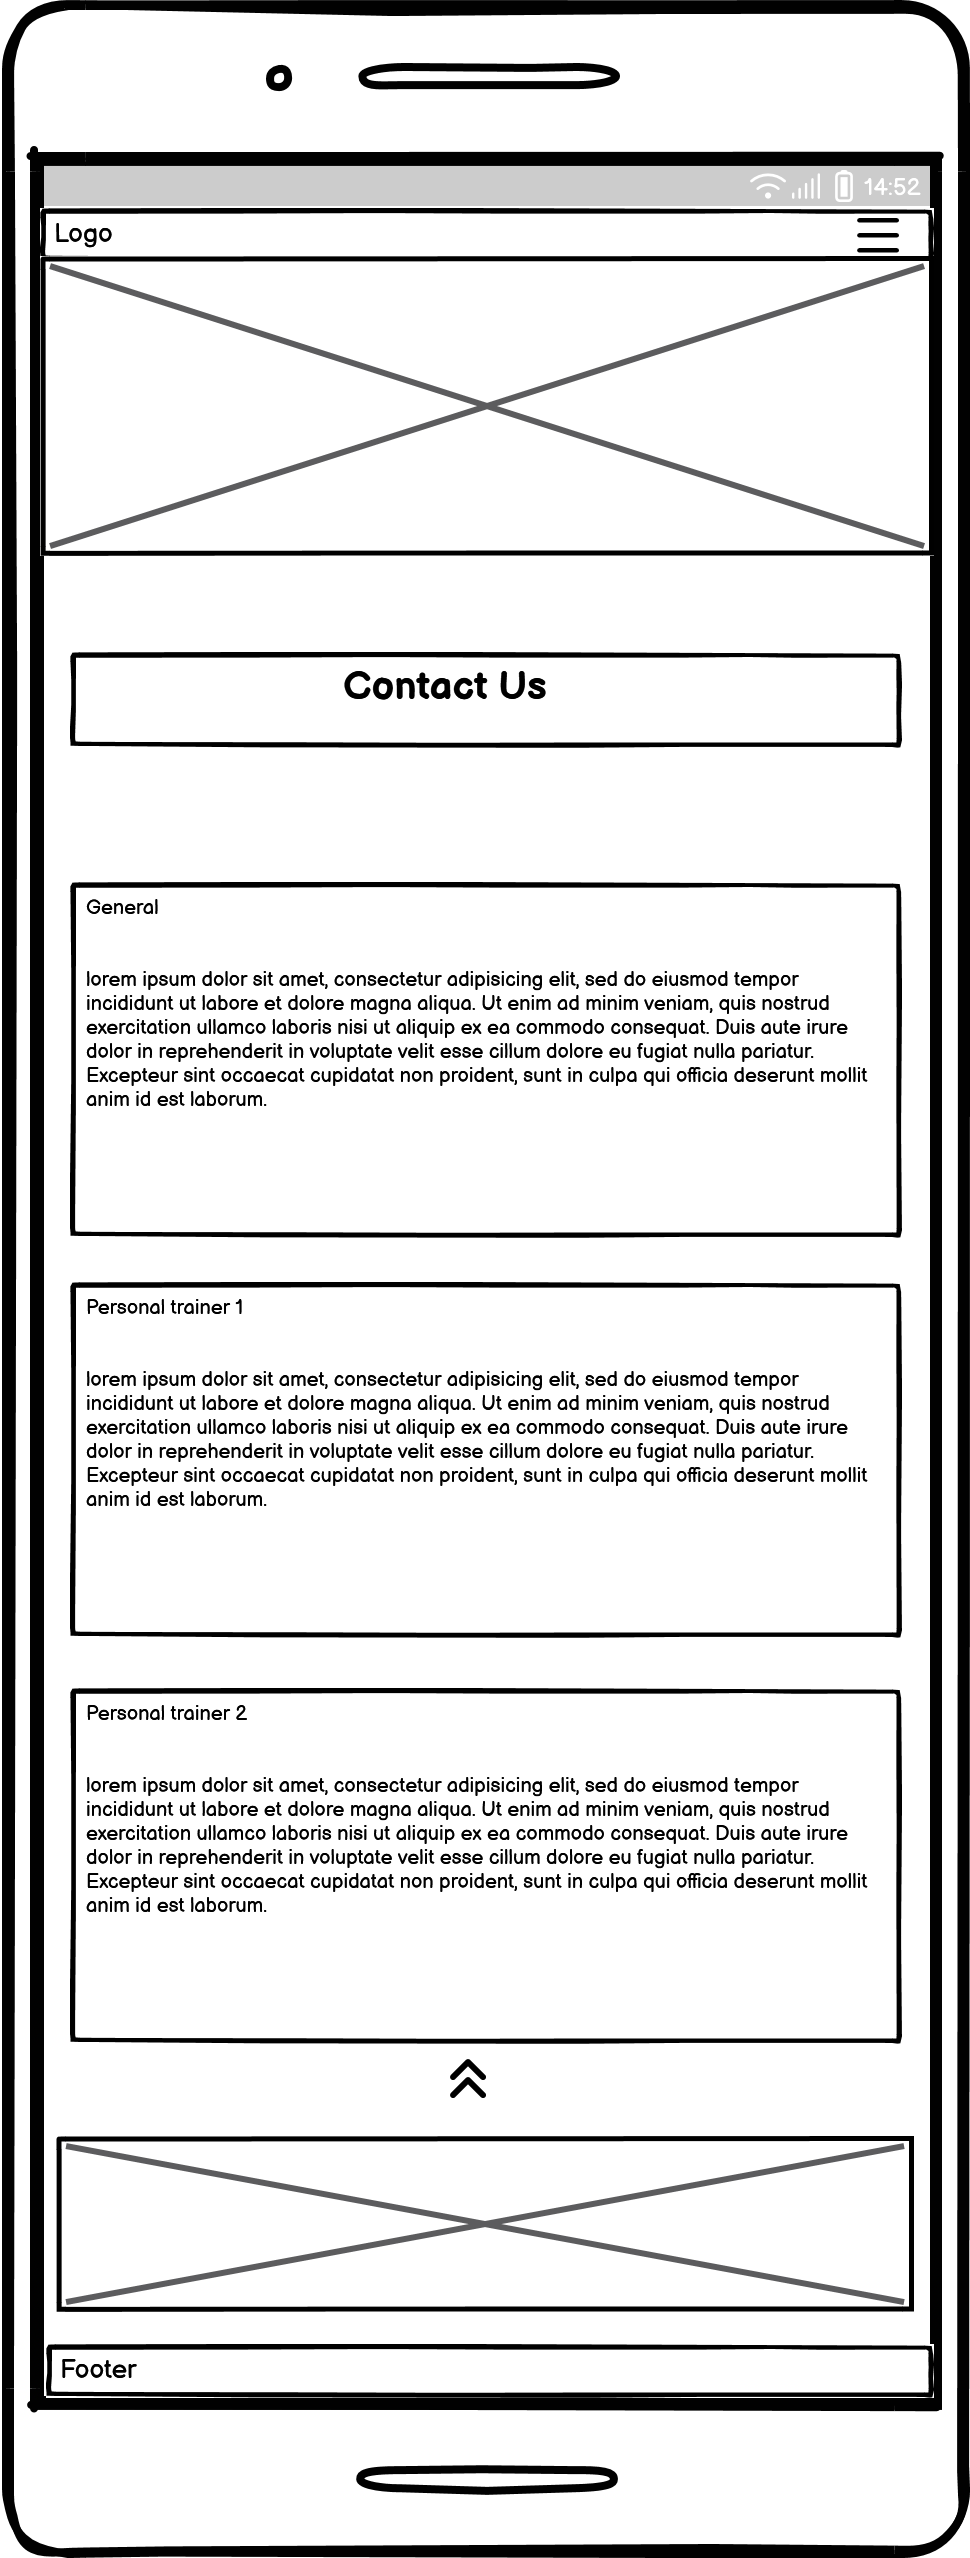 14:52
Logo
Contact Us
General
lorem ipsum dolor sit amet, consectetur adipisicing elit, sed do eiusmod tempor
incididunt ut labore et dolore magna aliqua. Ut enim ad minim veniam, quis nostrud
exercitation ullamco laboris nisi ut aliquip ex ea commodo consequat. Duis aute irure
dolor in reprehenderit in voluptate velit esse cillum dolore eu fugiat nulla pariatur.
Excepteur sint occaecat cupidatat non proident, sunt in culpa qui officia deserunt mollit
anim id est laborum.
Personal trainer 1
lorem ipsum dolor sit amet, consectetur adipisicing elit, sed do eiusmod tempor
incididunt ut labore et dolore magna aliqua. Ut enim ad minim veniam, quis nostrud
exercitation ullamco laboris nisi ut aliquip ex ea commodo consequat. Duis aute irure
dolor in reprehenderit in voluptate velit esse cillum dolore eu fugiat nulla pariatur.
Excepteur sint occaecat cupidatat non proident, sunt in culpa qui officia deserunt mollit
anim id est laborum.
Personal trainer 2
lorem ipsum dolor sit amet, consectetur adipisicing elit, sed do eiusmod tempor
incididunt ut labore et dolore magna aliqua. Ut enim ad minim veniam, quis nostrud
exercitation ullamco laboris nisi ut aliquip ex ea commodo consequat. Duis aute irure
dolor in reprehenderit in voluptate velit esse cillum dolore eu fugiat nulla pariatur.
Excepteur sint occaecat cupidatat non proident, sunt in culpa qui officia deserunt mollit
anim id est laborum.
Footer